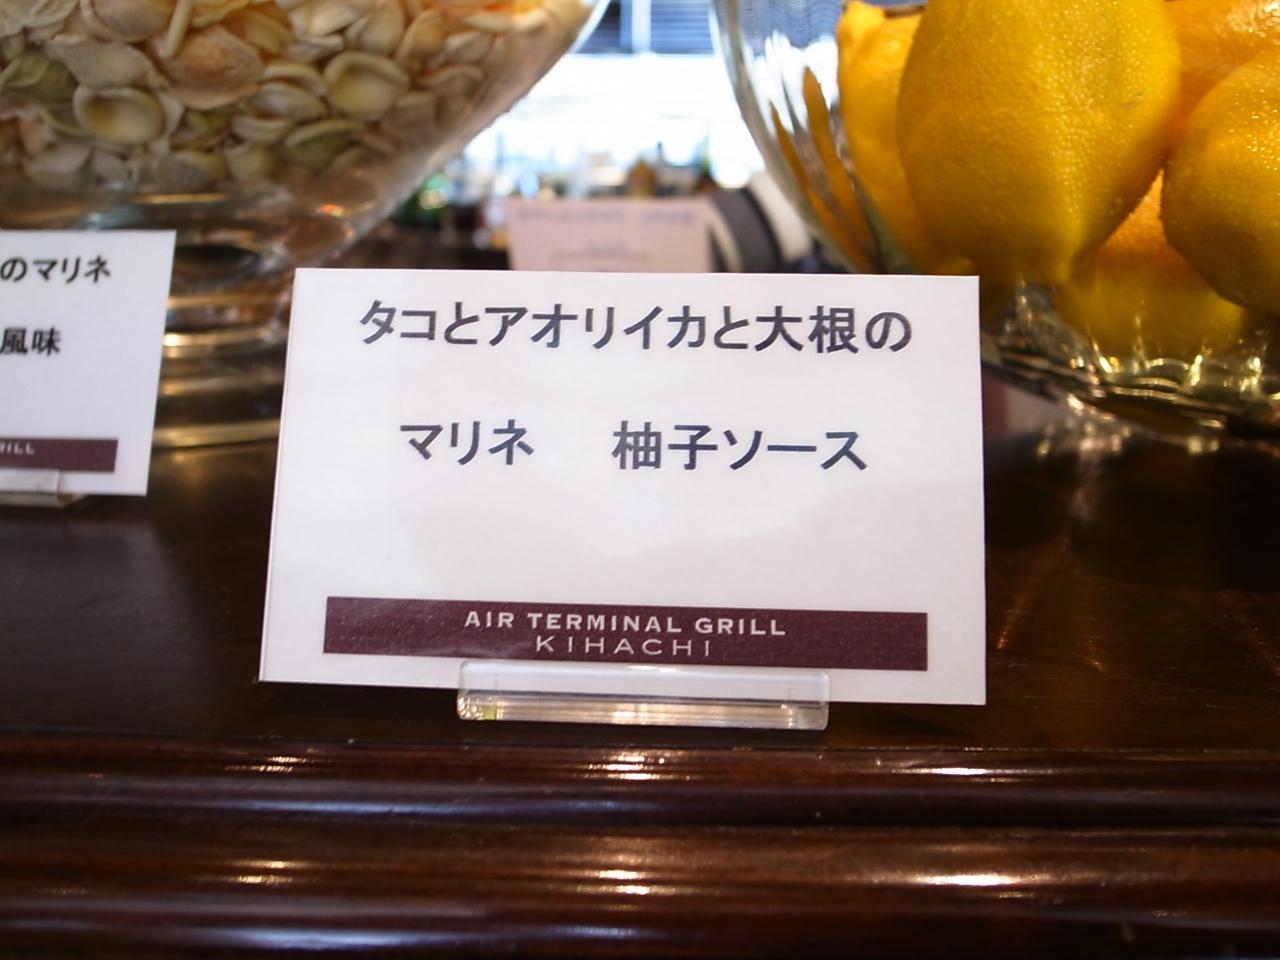 のマリネ
風味
タコとアオリイカと大根の
マリネ　柚子ソース
AIR TERMINAL GRILL
KIHACHI